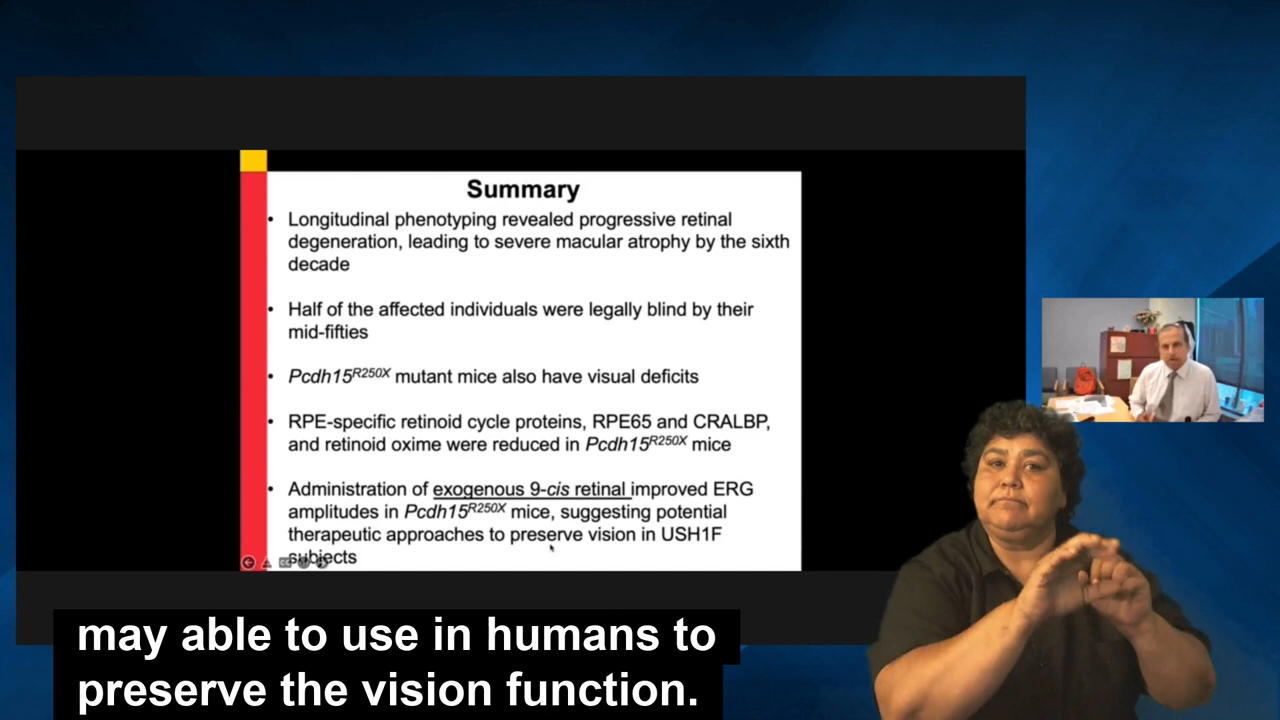 Summary
• Longitudinal phenotyping revealed progressive retinal
degeneration, leading to severe macular atrophy by the sixth
decade
• Half of the affected individuals were legally blind by their
mid-fifties
• Pcdh15R250X mutant mice also have visual deficits
• RPE-specific retinoid cycle proteins, RPE65 and CRALBP,
and retinoid oxime were reduced in Pcdh15R250X mice
• Administration of exogenous 9-cis retinal improved ERG
amplitudes in Pcdh15R250X mice, suggesting potential
therapeutic approaches to preserve vision in USH1F
subjects
may able to use in humans to
preserve the vision function.